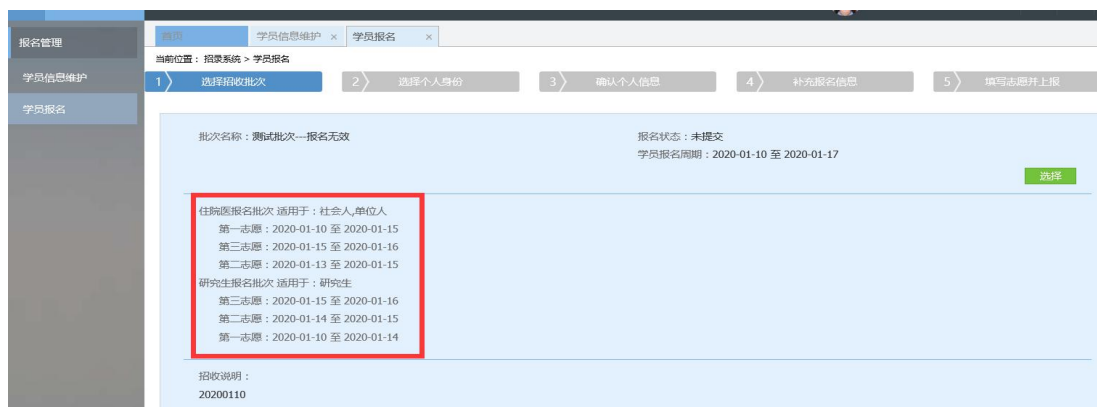 报名管理
学员信息维护
学员报名
首页 学员信息维护 × 学员报名 ×
当前位置：招录系统 > 学员报名
1 选择招收批次 2 选择个人身份 3 确认个人信息 4 补充报名信息 5 填写志愿并上报
批次名称：测试批次---报名无效 报名状态：未提交
学员报名周期：2020-01-10 至 2020-01-17
选择
住院医报名批次 适用于：社会人,单位人
第一志愿：2020-01-10 至 2020-01-15
第三志愿：2020-01-15 至 2020-01-16
第二志愿：2020-01-13 至 2020-01-15
研究生报名批次 适用于：研究生
第三志愿：2020-01-15 至 2020-01-16
第二志愿：2020-01-14 至 2020-01-15
第一志愿：2020-01-10 至 2020-01-14
招收说明：
20200110